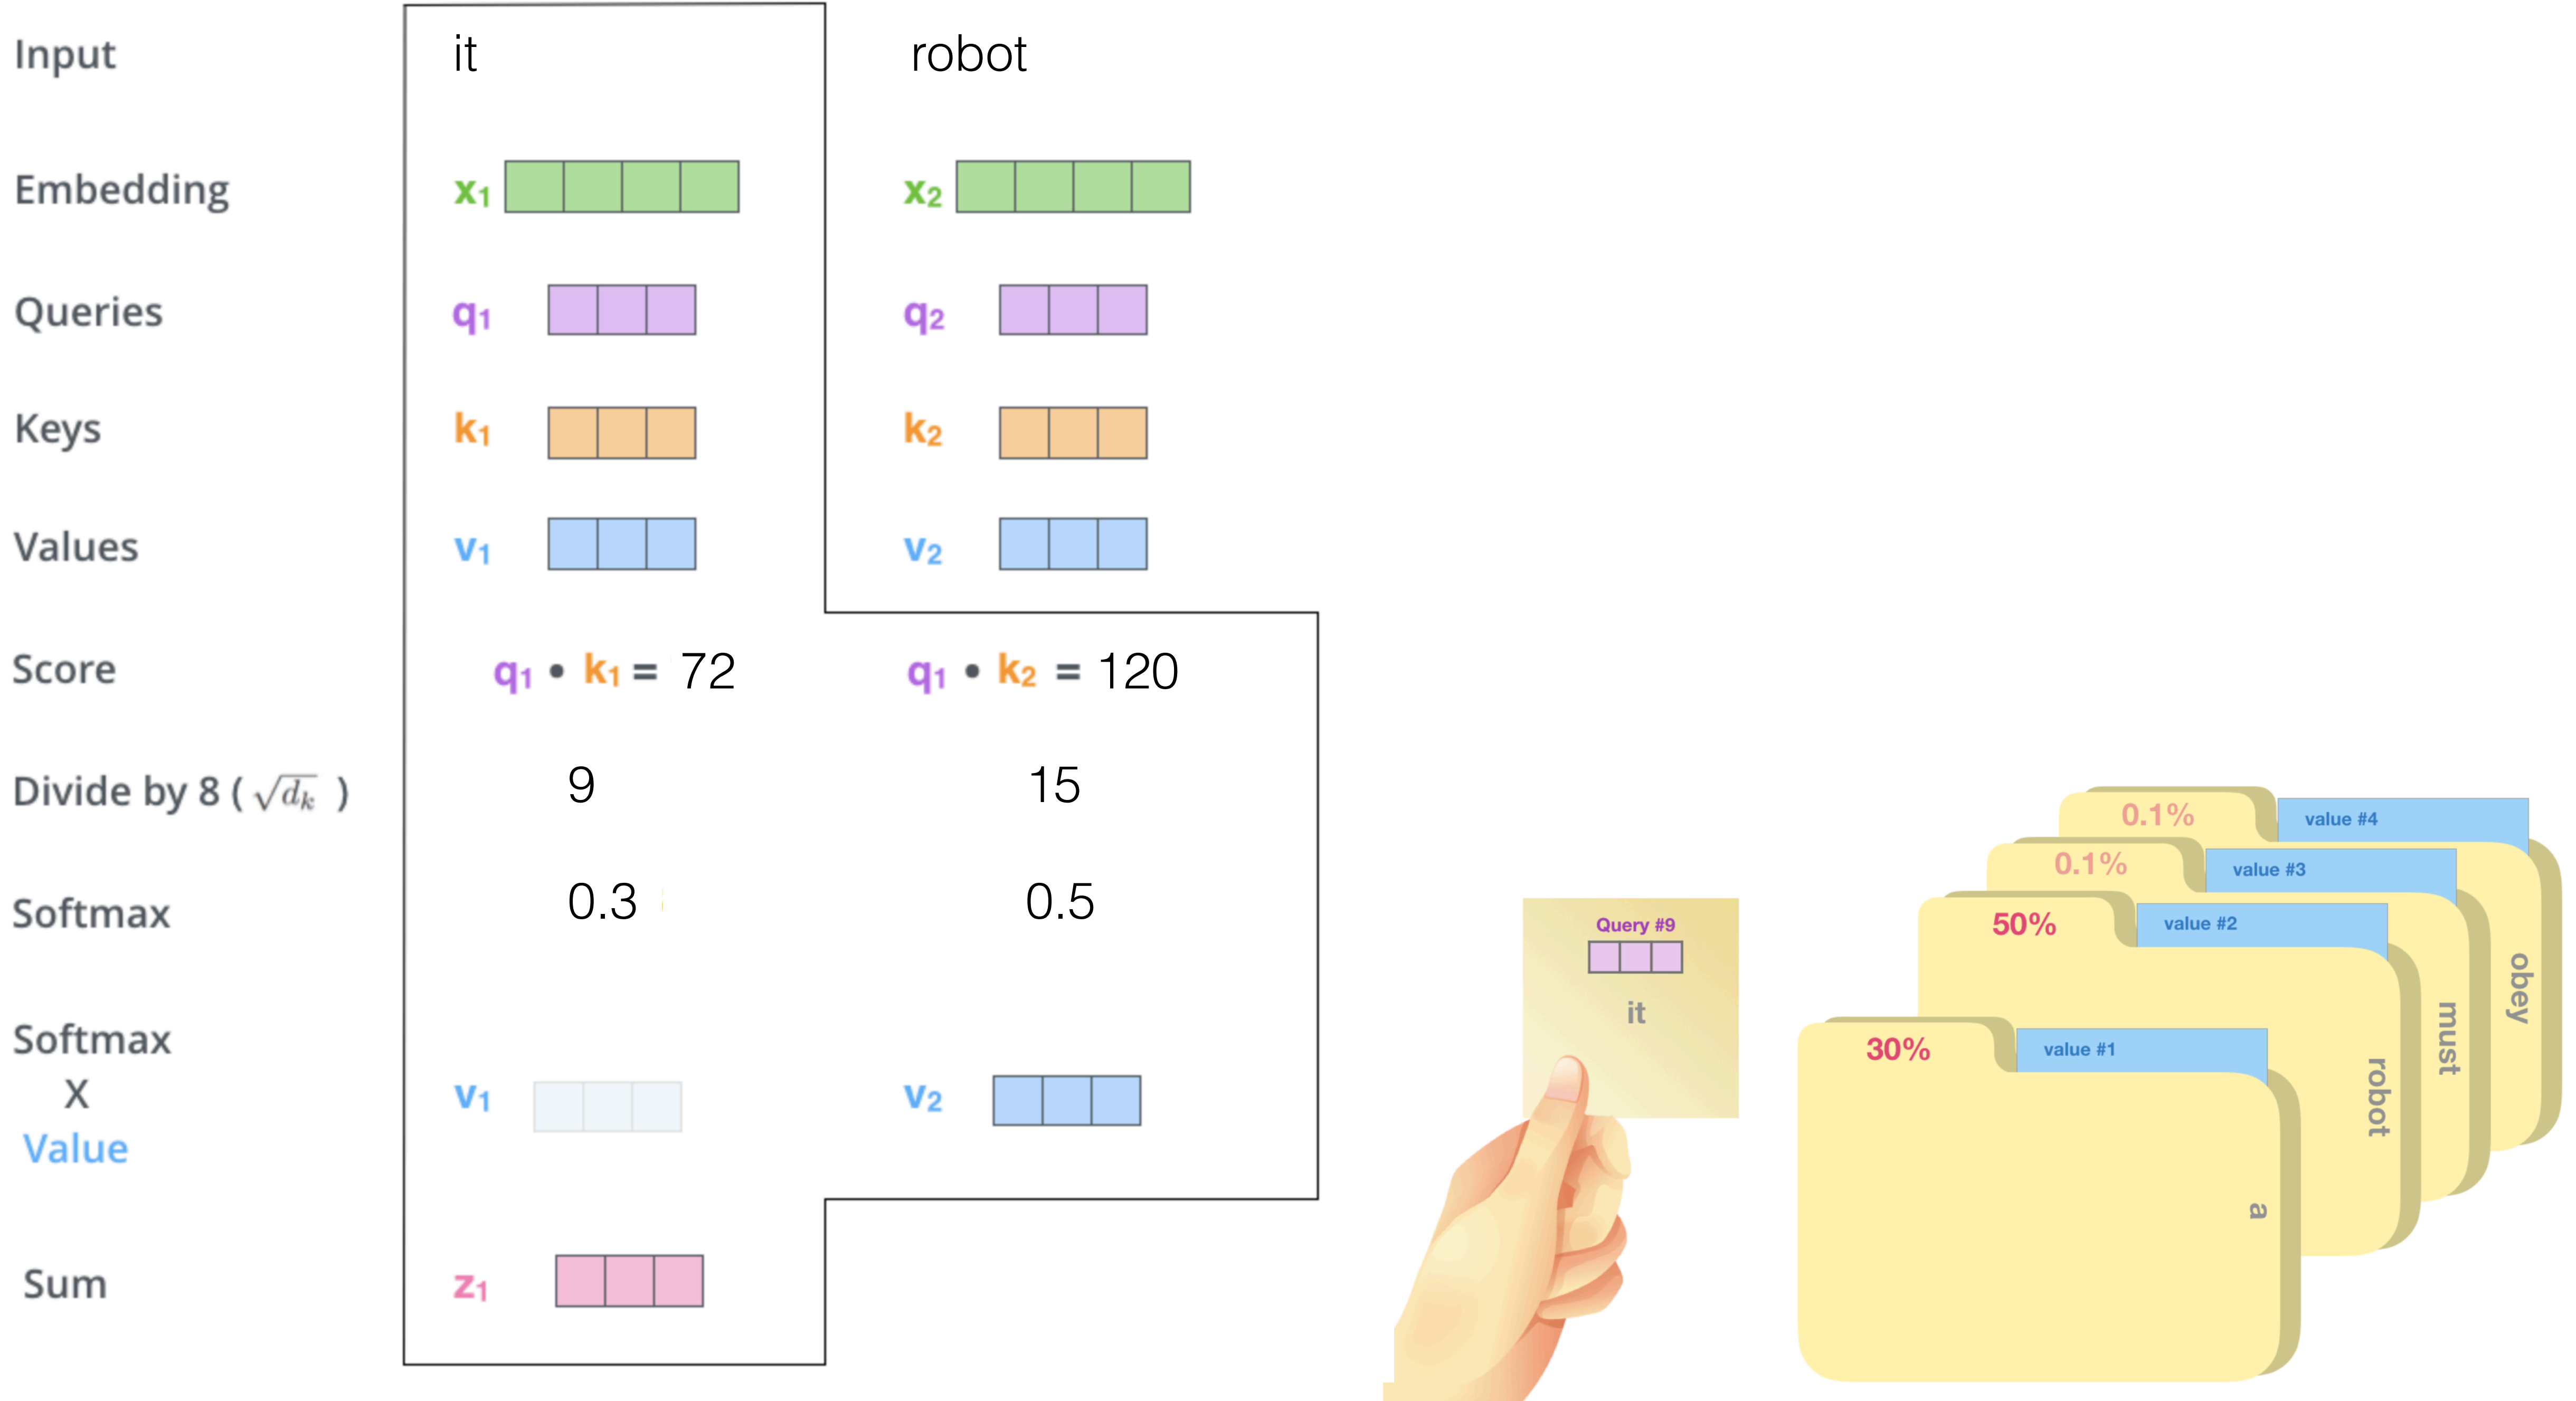 Input it robot
Embedding x₁ x₂
Queries q₁ q₂
Keys k₁ k₂
Values v₁ v₂
Score q₁ • k₁ = 72 q₁ • k₂ = 120
Divide by 8 ( √dₖ ) 9 15
Softmax 0.3 0.5
Softmax
X
Value
v₁ v₂
Sum z₁
Query #9
it
0.1% value #4
0.1% value #3
50% value #2
30% value #1
obey
must
robot
a